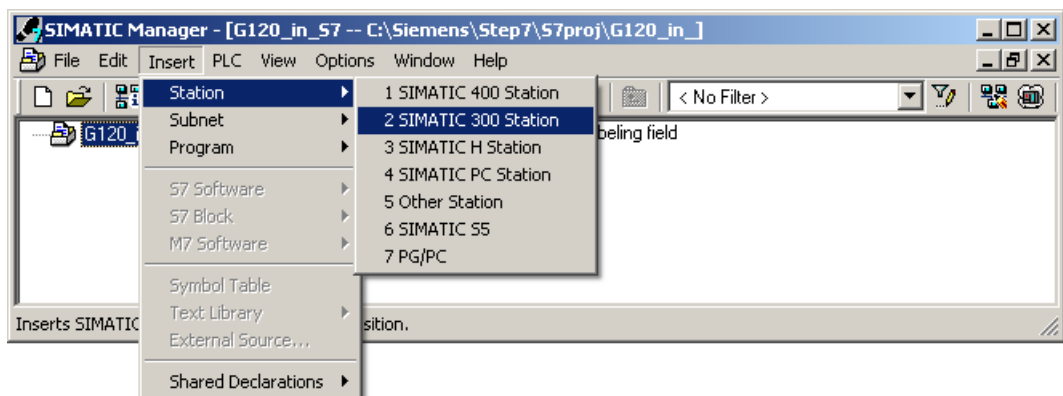 SIMATIC Manager - [G120_in_S7 -- C:\Siemens\Step7\S7proj\G120_in_]
File Edit Insert PLC View Options Window Help
< No Filter >
G120_
beling field
Station
Subnet
Program
S7 Software
S7 Block
M7 Software
Symbol Table
Text Library
External Source...
Shared Declarations
1 SIMATIC 400 Station
2 SIMATIC 300 Station
3 SIMATIC H Station
4 SIMATIC PC Station
5 Other Station
6 SIMATIC S5
7 PG/PC
Inserts SIMATIC sition.